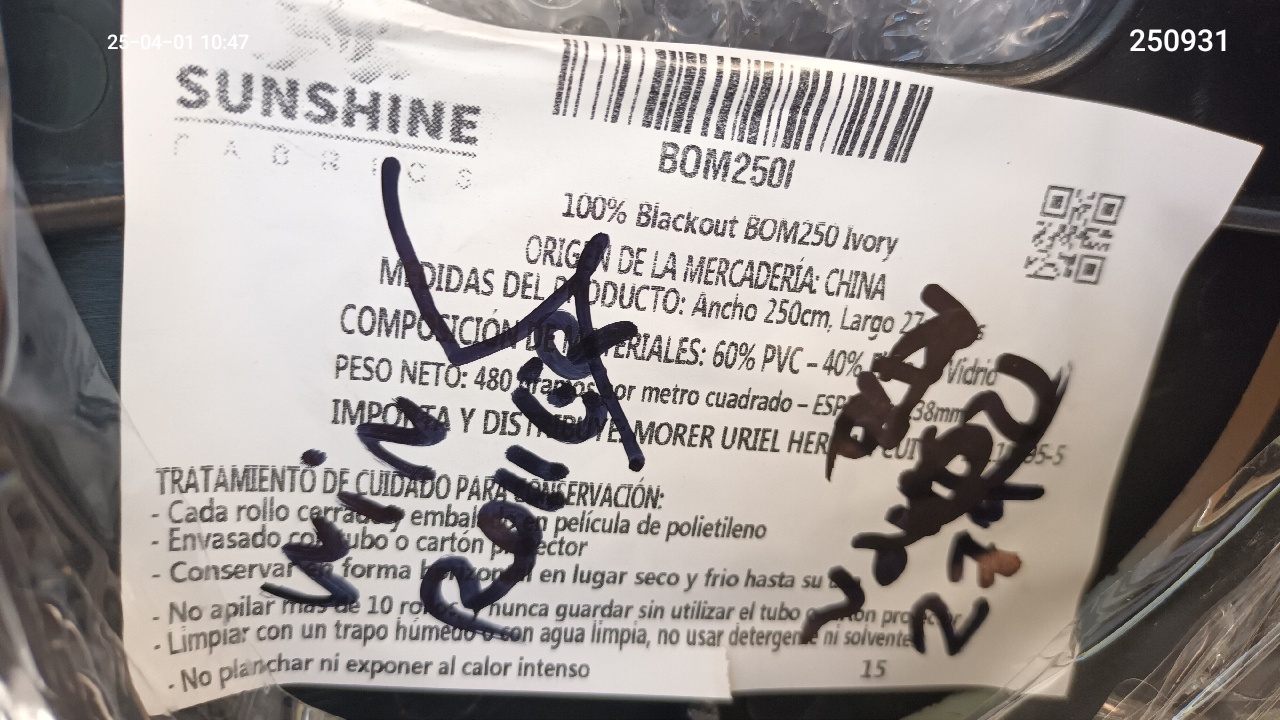 25-04-01 10:47
250931
SUNSHINE
FABRICS
BOM250I
100% Blackout BOM250 Ivory
ORIGEN DE LA MERCADERÍA: CHINA
MEDIDAS DEL PRODUCTO: Ancho 250cm, Largo
COMPOSICIÓN DE MATERIALES: 60% PVC – 40% Vidrio
PESO NETO: 480 gramos por metro cuadrado –
IMPORTA Y DISTRIBUYE: MORER URIEL
TRATAMIENTO DE CUIDADO PARA CONSERVACIÓN:
- Cada rollo cerrado y embalado en película de polietileno
- Envasado con tubo o cartón protector
- Conservar en forma horizontal en lugar seco y frio hasta su
- No apilar más de 10 rollos y nunca guardar sin utilizar el tubo o cartón protector
- Limpiar con un trapo húmedo o con agua limpia, no usar detergente ni solventes
- No planchar ni exponer al calor intenso
15